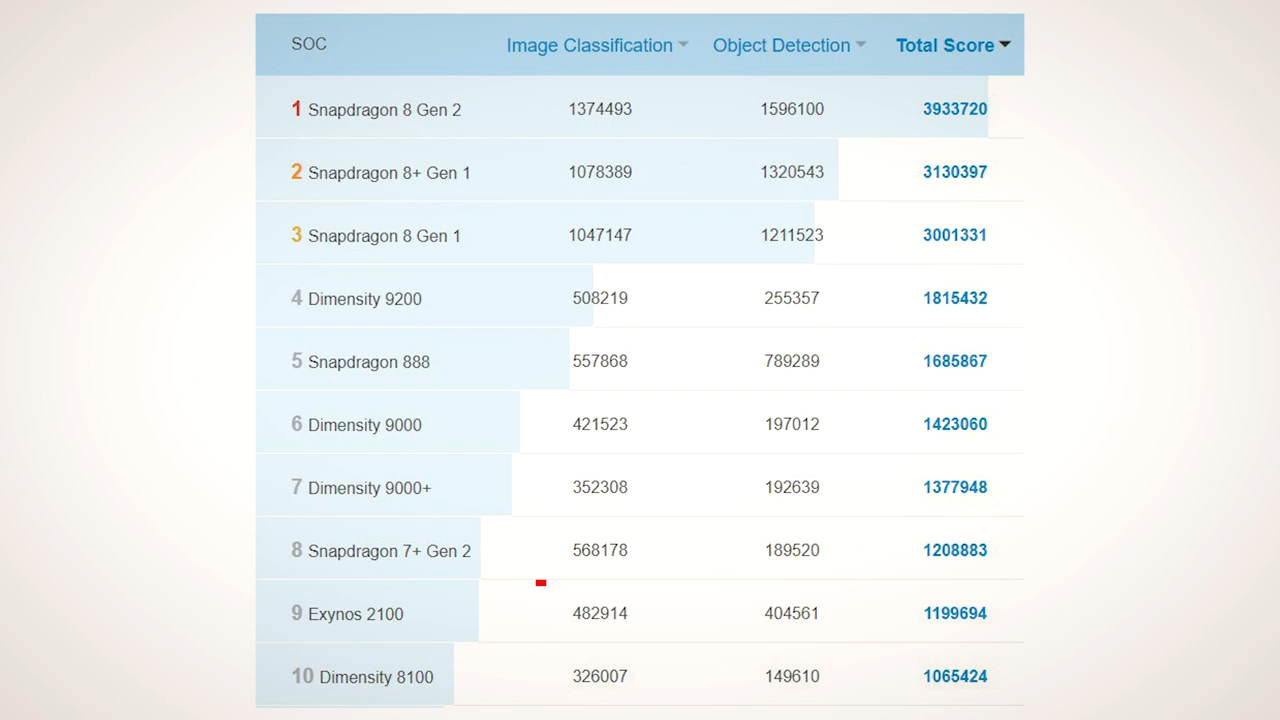 SOC Image Classification Object Detection Total Score
1 Snapdragon 8 Gen 2 1374493 1596100 3933720
2 Snapdragon 8+ Gen 1 1078389 1320543 3130397
3 Snapdragon 8 Gen 1 1047147 1211523 3001331
4 Dimensity 9200 508219 255357 1815432
5 Snapdragon 888 557868 789289 1685867
6 Dimensity 9000 421523 197012 1423060
7 Dimensity 9000+ 352308 192639 1377948
8 Snapdragon 7+ Gen 2 568178 189520 1208883
9 Exynos 2100 482914 404561 1199694
10 Dimensity 8100 326007 149610 1065424